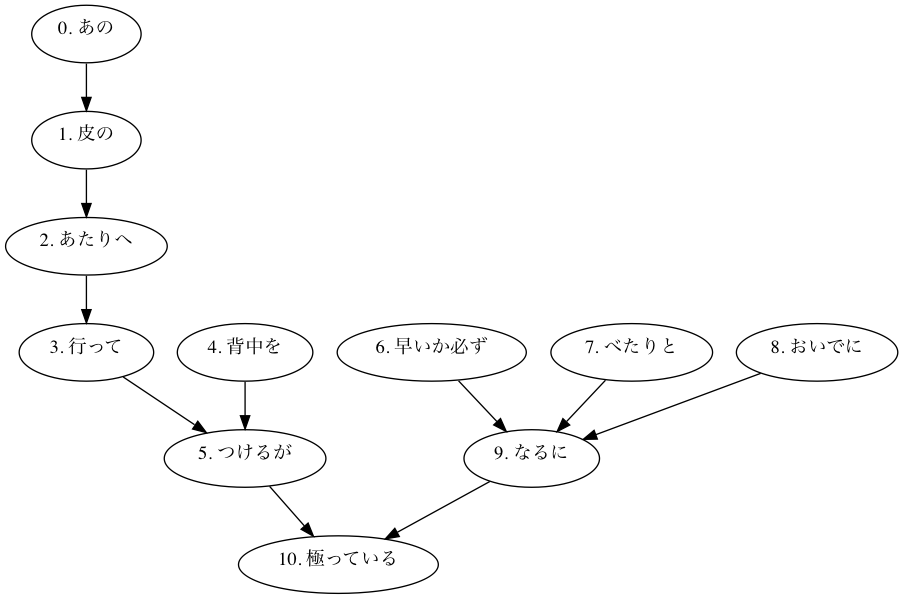 0. あの
1. 皮の
2. あたりへ
3. 行って
4. 背中を
6. 早いか必ず
7. べたりと
8. おいでに
5. つけるが
9. なるに
10. 極っている